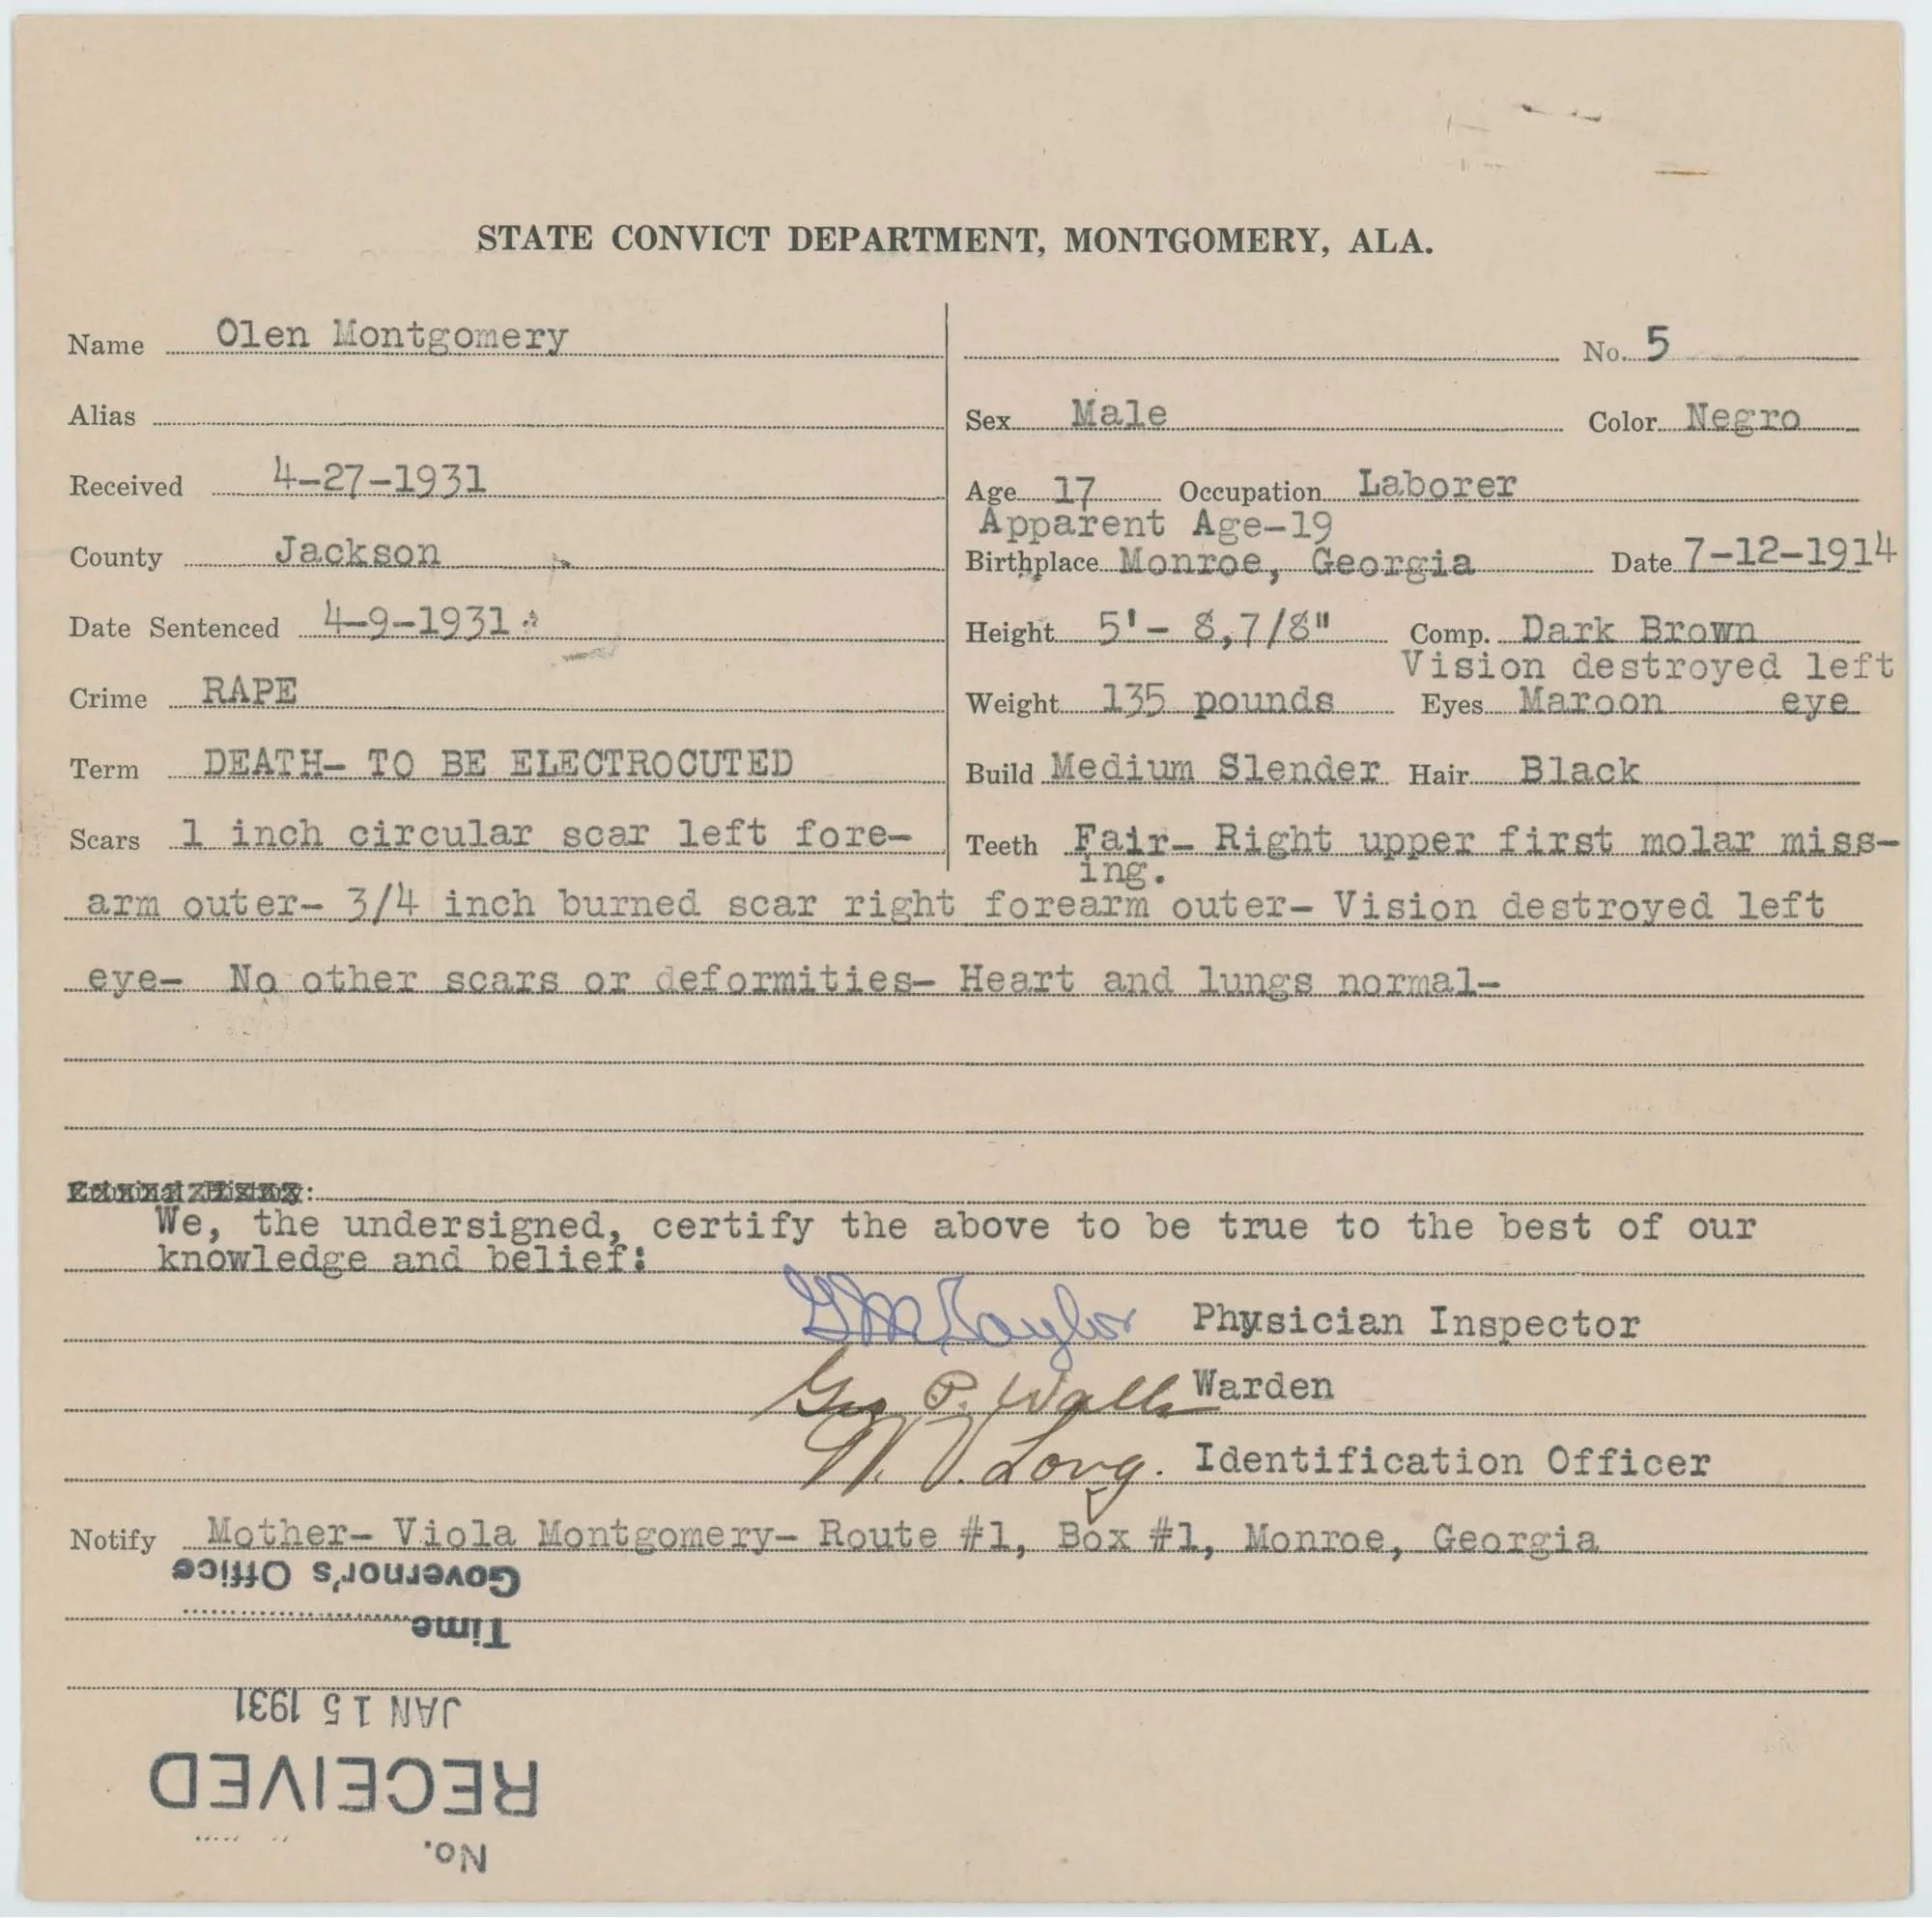 STATE CONVICT DEPARTMENT, MONTGOMERY, ALA.
Name Olen Montgomery No. 5
Alias Sex Male Color Negro
Received 4-27-1931 Age 17 Occupation Laborer
Apparent Age-19
County Jackson Birthplace Monroe, Georgia Date 7-12-1914
Date Sentenced 4-9-1931 Height 5'- 8,7/8" Comp. Dark Brown
Vision destroyed left
Crime RAPE Weight 135 pounds Eyes Maroon eye
Term DEATH- TO BE ELECTROCUTED Build Medium Slender Hair Black
Scars 1 inch circular scar left fore- Teeth Fair- Right upper first molar miss-
ing.
arm outer- 3/4 inch burned scar right forearm outer- Vision destroyed left
eye- No other scars or deformities- Heart and lungs normal-
We, the undersigned, certify the above to be true to the best of our
knowledge and belief:
Taylor Physician Inspector
Geo P. Walls Warden
Long. Identification Officer
Notify Mother- Viola Montgomery- Route #1, Box #1, Monroe, Georgia
No.
RECEIVED
JAN 15 1931
Time
Governor's Office